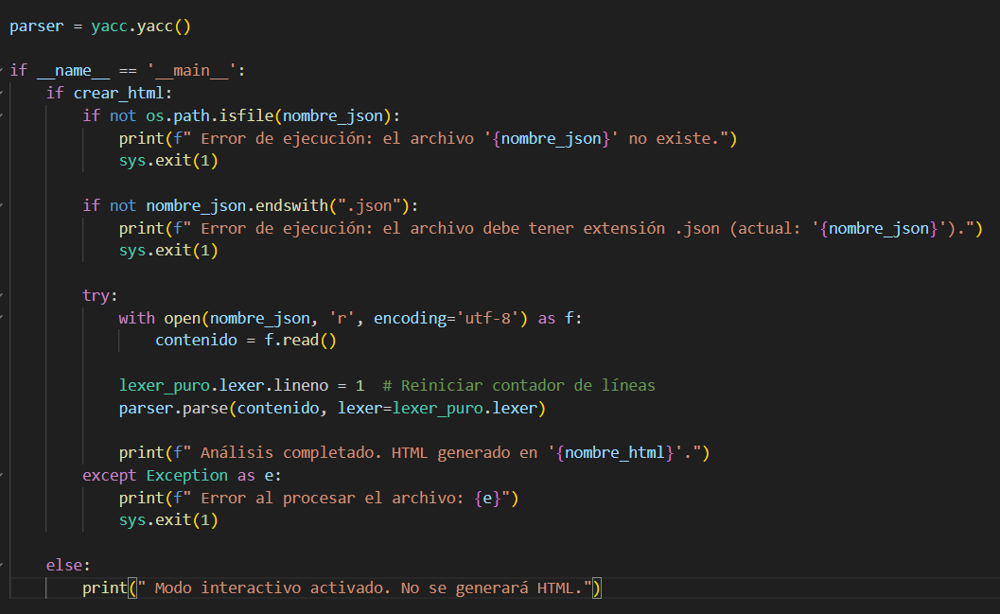 parser = yacc.yacc()
if __name__ == '__main__':
    if crear_html:
        if not os.path.isfile(nombre_json):
            print(f" Error de ejecución: el archivo '{nombre_json}' no existe.")
            sys.exit(1)
        if not nombre_json.endswith(".json"):
            print(f" Error de ejecución: el archivo debe tener extensión .json (actual: '{nombre_json}').")
            sys.exit(1)
        try:
            with open(nombre_json, 'r', encoding='utf-8') as f:
                contenido = f.read()
            lexer_puro.lexer.lineno = 1  # Reiniciar contador de líneas
            parser.parse(contenido, lexer=lexer_puro.lexer)
            print(f" Análisis completado. HTML generado en '{nombre_html}'.")
        except Exception as e:
            print(f" Error al procesar el archivo: {e}")
            sys.exit(1)
    else:
        print(" Modo interactivo activado. No se generará HTML.")